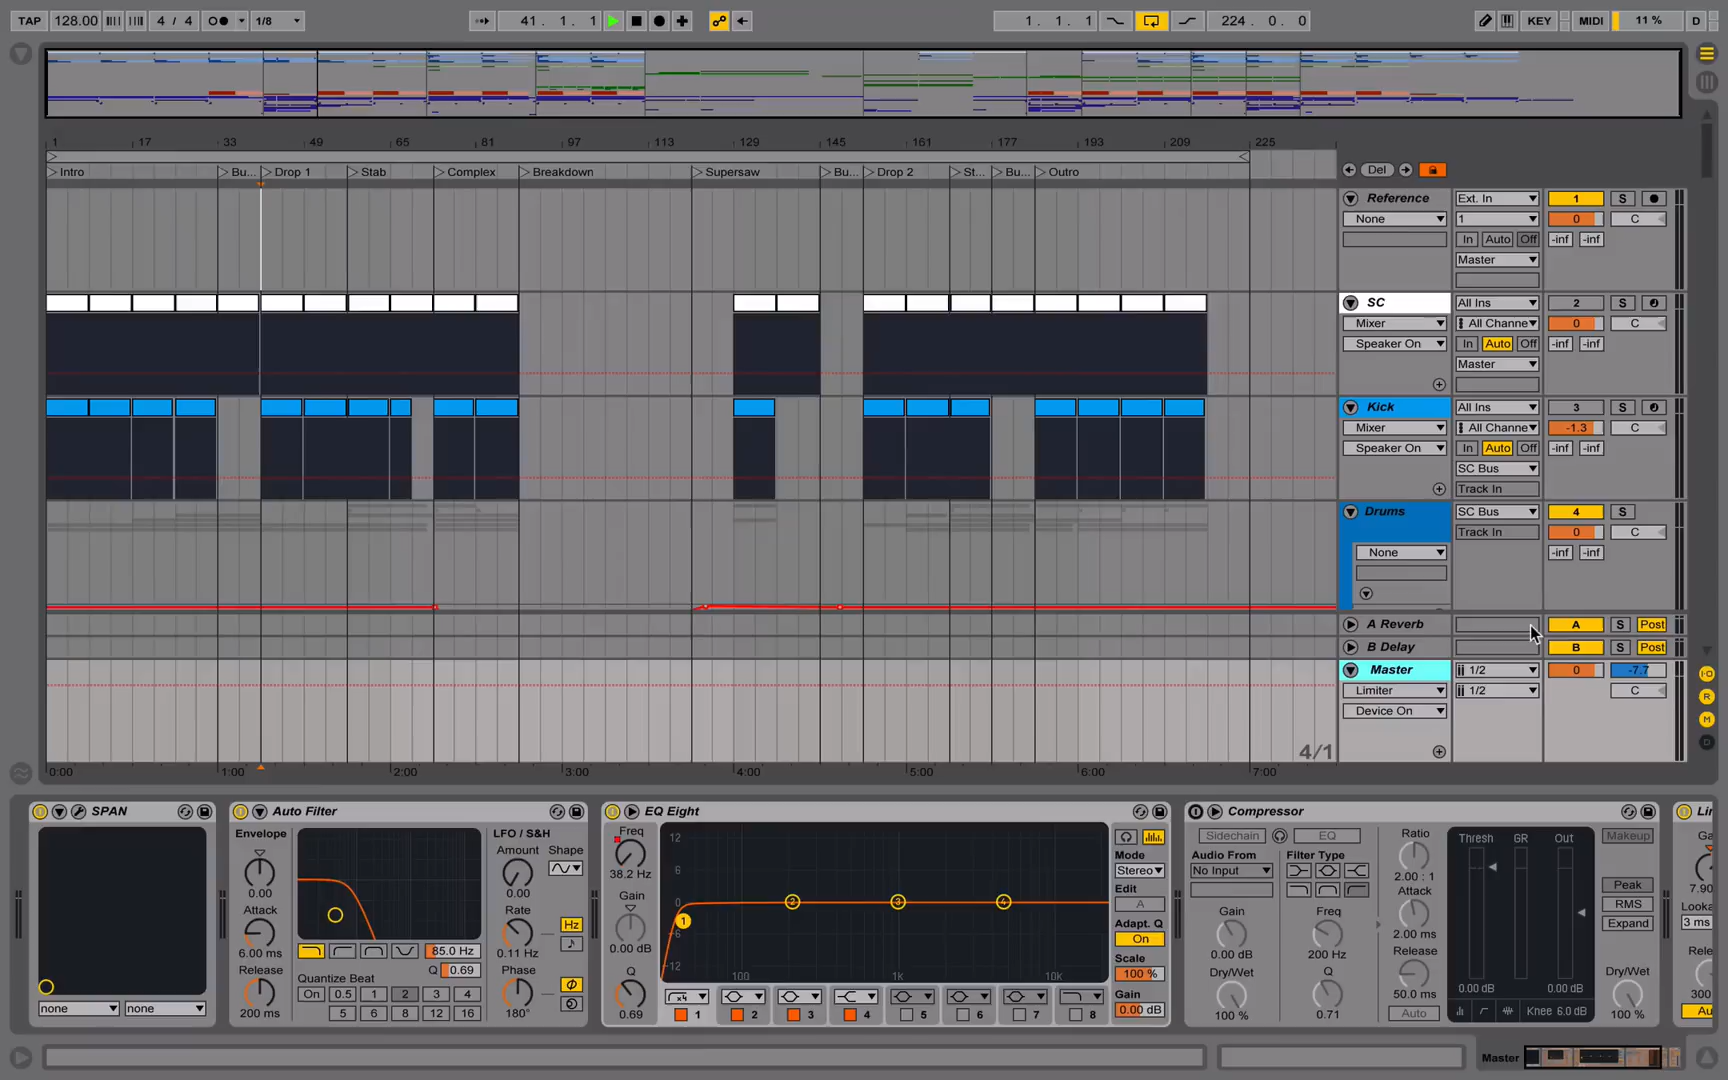 TAP 128.00 4 / 4 1/8 41 . 1 . 1 1 . 1 . 1 224 . 0 . 0 KEY MIDI 11 % D
1 17 33 49 65 81 97 113 129 145 161 177 193 209 225
Intro Bu... Drop 1 Stab Complex Breakdown Supersaw Bu... Drop 2 St... Bu... Outro
Del
Reference Ext. In 1 S
None 1 0 C
In Auto Off -inf -inf
Master
SC All Ins 2 S
Mixer All Channe 0 C
Speaker On In Auto Off -inf -inf
Master
Kick All Ins 3 S
Mixer All Channe -1.3 C
Speaker On In Auto Off -inf -inf
SC Bus
Track In
Drums SC Bus 4 S
Track In 0 C
None -inf -inf
A Reverb A S Post
B Delay B S Post
Master 1/2 0 -7.7
Limiter 1/2 C
Device On
4/1
0:00 1:00 2:00 3:00 4:00 5:00 6:00 7:00
I·O
R
M
D
SPAN
none none
Auto Filter
Envelope
0.00
Attack
6.00 ms
Release
200 ms
85.0 Hz
Q 0.69
Quantize Beat
On 0.5 1 2 3 4
5 6 8 12 16
LFO / S&H
Amount Shape
0.00
Rate
0.11 Hz
Hz
Phase
180°
EQ Eight
Freq
38.2 Hz
Gain
0.00 dB
Q
0.69
12
6
0
-6
-12
100 1k 10k
1 2 3 4
x4
1 2 3 4 5 6 7 8
Mode
Stereo
Edit
A
Adapt. Q
On
Scale
100 %
Gain
0.00 dB
Compressor
Sidechain EQ
Audio From Filter Type
No Input
Gain Freq
0.00 dB 200 Hz
Dry/Wet Q
100 % 0.71
Ratio
2.00 : 1
Attack
2.00 ms
Release
50.0 ms
Auto
Thresh GR Out
0.00 dB 0.00 dB
Knee 6.0 dB
Makeup
Peak
RMS
Expand
Dry/Wet
100 %
7.90
3 ms
300
Master